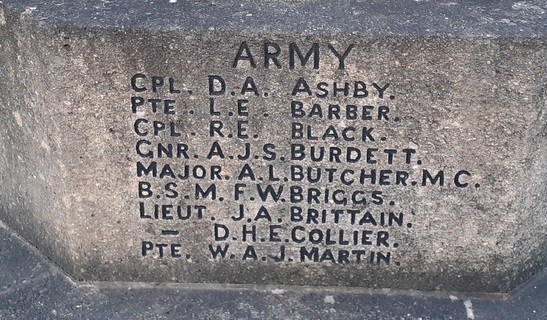 ARMY
CPL. D.A. ASHBY.
PTE. L.E. BARBER.
CPL. R.E. BLACK.
GNR. A.J.S. BURDETT.
MAJOR. A.L. BUTCHER. M.C.
B.S.M. F.W. BRIGGS.
LIEUT. J.A. BRITTAIN.
— D.H.E. COLLIER.
PTE. W.A.J. MARTIN.